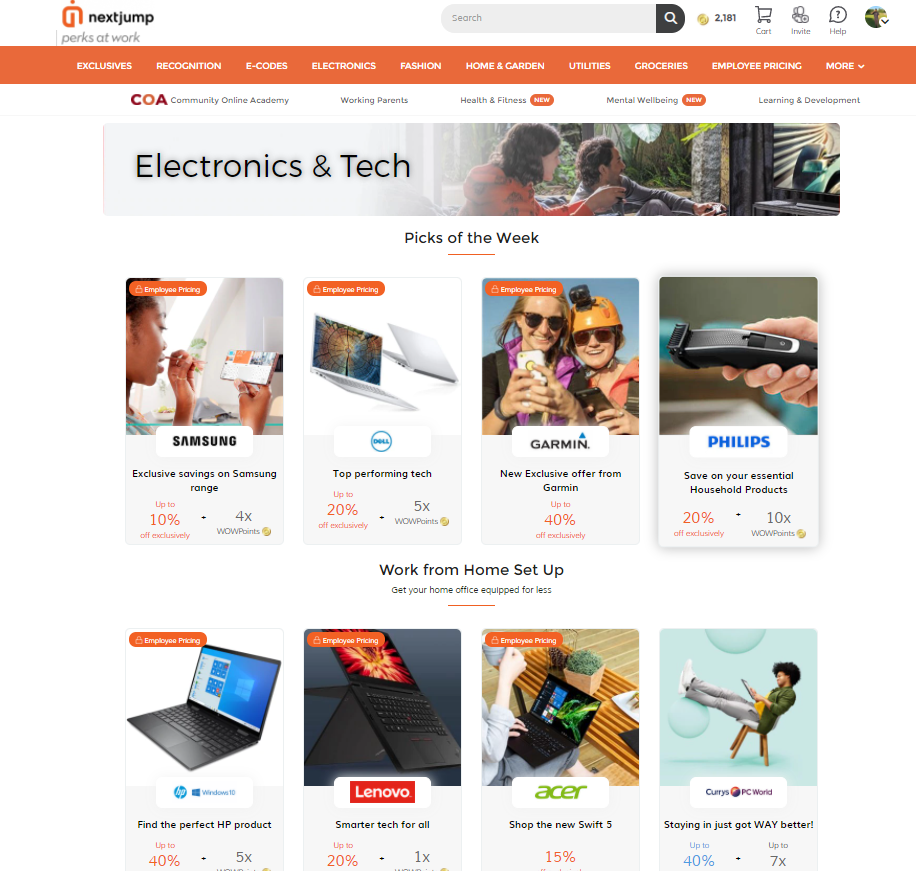 nextjump
perks at work
Search
2,181
Cart
Invite
Help
EXCLUSIVES RECOGNITION E-CODES ELECTRONICS FASHION HOME & GARDEN UTILITIES GROCERIES EMPLOYEE PRICING MORE
COA Community Online Academy Working Parents Health & Fitness NEW Mental Wellbeing NEW Learning & Development
Electronics & Tech
Picks of the Week
Employee Pricing
SAMSUNG
Exclusive savings on Samsung
range
Up to
10%
off exclusively
+
4x
WOWPoints
Employee Pricing
DELL
Top performing tech
Up to
20%
off exclusively
+
5x
WOWPoints
Employee Pricing
GARMIN
New Exclusive offer from
Garmin
Up to
40%
off exclusively
PHILIPS
Save on your essential
Household Products
20%
off exclusively
+
10x
WOWPoints
Work from Home Set Up
Get your home office equipped for less
Employee Pricing
hp Windows 10
Find the perfect HP product
Up to
40%
+
5x
Employee Pricing
Lenovo
Smarter tech for all
Up to
20%
+
1x
Employee Pricing
acer
Shop the new Swift 5
15%
Currys PC World
Staying in just got WAY better!
Up to
40%
+
Up to
7x